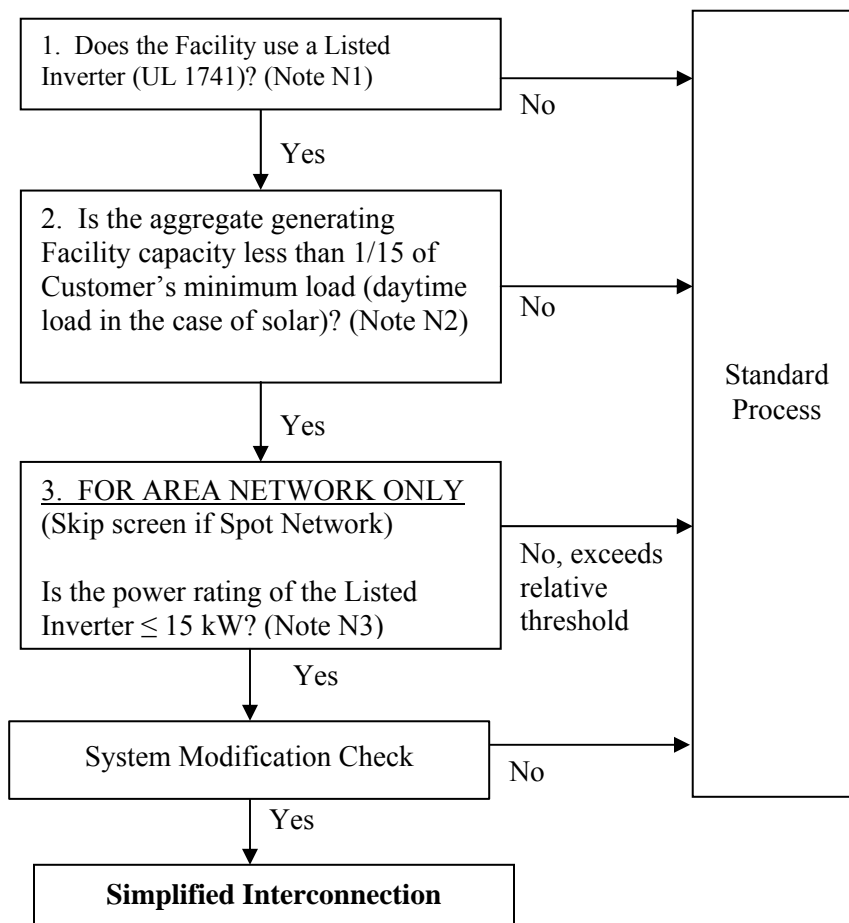 1. Does the Facility use a Listed
Inverter (UL 1741)? (Note N1)
No
Yes
2. Is the aggregate generating
Facility capacity less than 1/15 of
Customer’s minimum load (daytime
load in the case of solar)? (Note N2)
No
Standard
Process
Yes
3. FOR AREA NETWORK ONLY
(Skip screen if Spot Network)
Is the power rating of the Listed
Inverter ≤ 15 kW? (Note N3)
No, exceeds
relative
threshold
Yes
System Modification Check
No
Yes
Simplified Interconnection